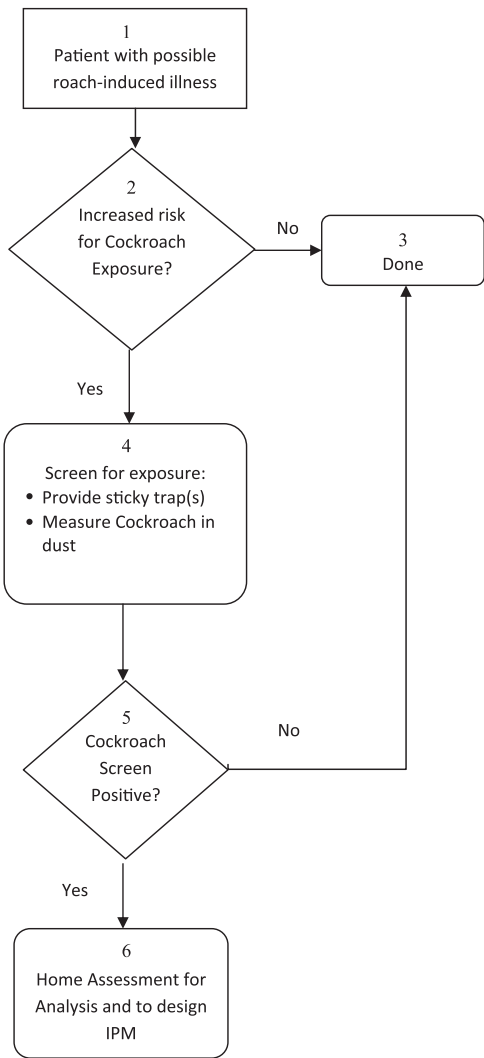 1
Patient with possible
roach-induced illness
2
Increased risk
for Cockroach
Exposure?
No
3
Done
Yes
4
Screen for exposure:
• Provide sticky trap(s)
• Measure Cockroach in
dust
5
Cockroach
Screen
Positive?
No
Yes
6
Home Assessment for
Analysis and to design
IPM